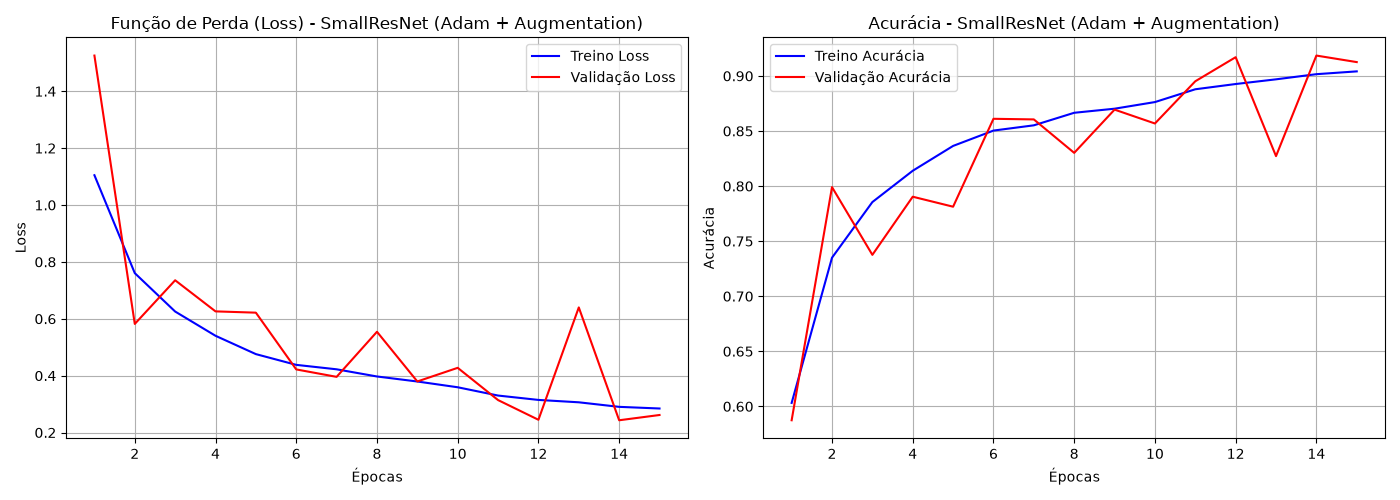 Função de Perda (Loss) - SmallResNet (Adam + Augmentation)
Treino Loss
Validação Loss
1.4
1.2
1.0
0.8
0.6
0.4
0.2
Loss
2 4 6 8 10 12 14
Épocas
Acurácia - SmallResNet (Adam + Augmentation)
Treino Acurácia
Validação Acurácia
0.90
0.85
0.80
0.75
0.70
0.65
0.60
Acurácia
2 4 6 8 10 12 14
Épocas